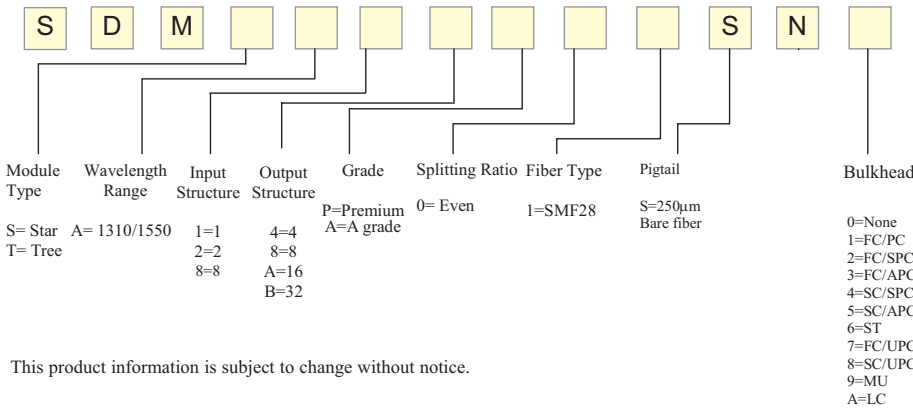 S D M S N
Module Type
Wavelength Range
Input Structure
Output Structure
Grade
Splitting Ratio
Fiber Type
Pigtail
Bulkhead
S= Star
T= Tree
A= 1310/1550
1=1
2=2
8=8
4=4
8=8
A=16
B=32
P=Premium
A=A grade
0= Even
1=SMF28
S=250µm
Bare fiber
0=None
1=FC/PC
2=FC/SPC
3=FC/APC
4=SC/SPC
5=SC/APC
6=ST
7=FC/UPC
8=SC/UPC
9=MU
A=LC
This product information is subject to change without notice.